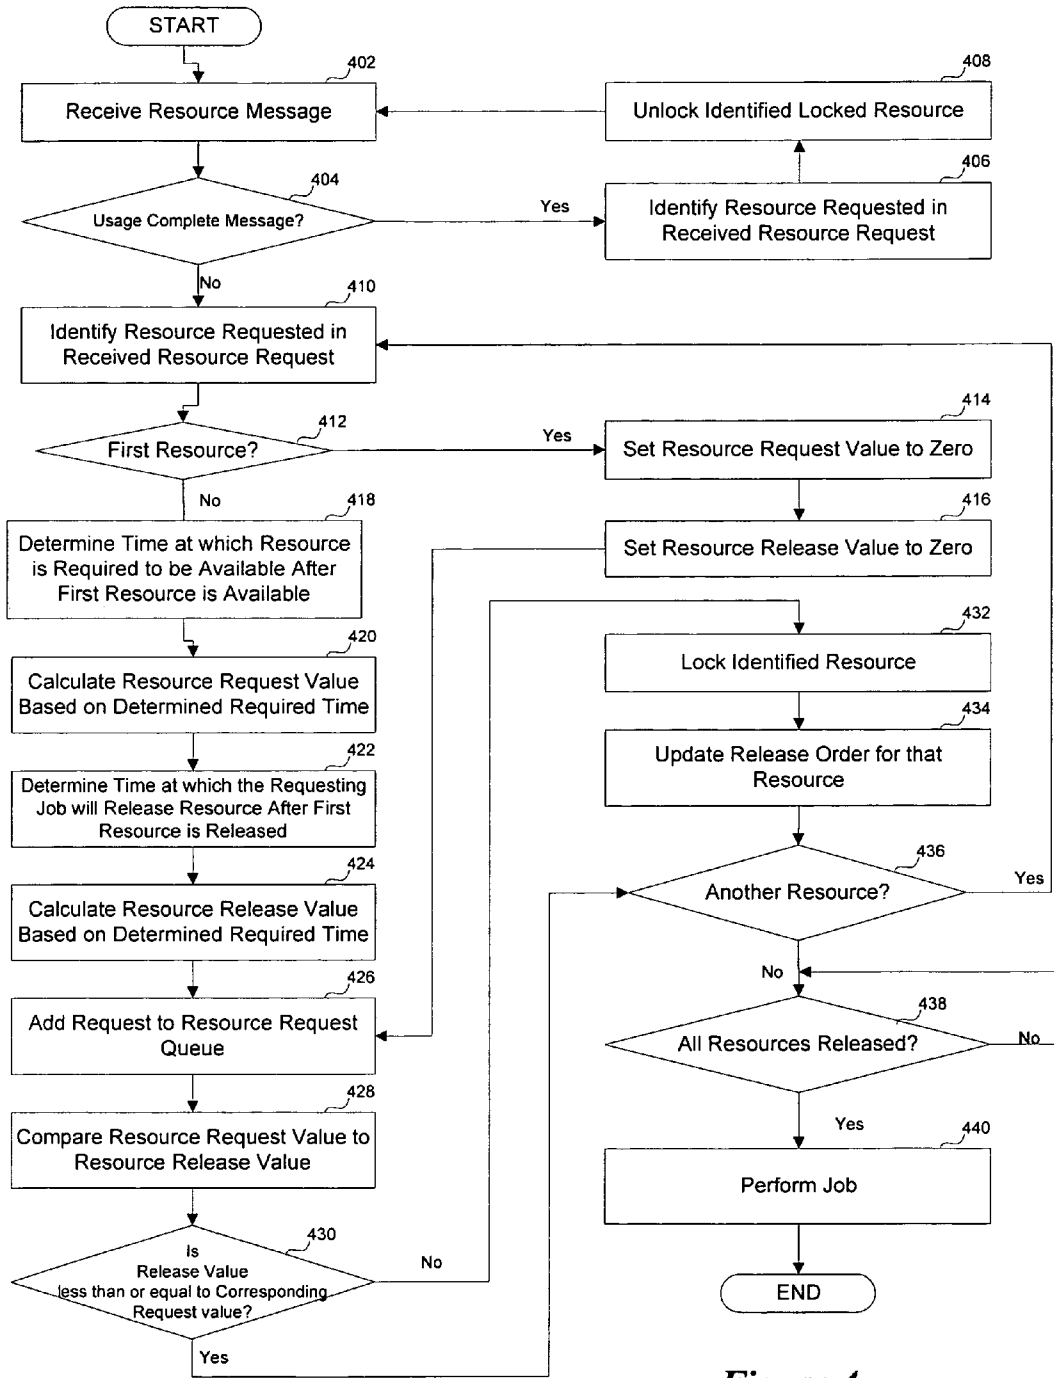 START
402
Receive Resource Message
408
Unlock Identified Locked Resource
404
Usage Complete Message?
Yes
406
Identify Resource Requested in
Received Resource Request
No
410
Identify Resource Requested in
Received Resource Request
412
First Resource?
Yes
414
Set Resource Request Value to Zero
No
416
Set Resource Release Value to Zero
418
Determine Time at which Resource
is Required to be Available After
First Resource is Available
420
Calculate Resource Request Value
Based on Determined Required Time
422
Determine Time at which the Requesting
Job will Release Resource After First
Resource is Released
424
Calculate Resource Release Value
Based on Determined Required Time
426
Add Request to Resource Request
Queue
428
Compare Resource Request Value to
Resource Release Value
430
Is
Release Value
less than or equal to Corresponding
Request value?
No
Yes
432
Lock Identified Resource
434
Update Release Order for that
Resource
436
Another Resource?
Yes
No
438
All Resources Released?
No
Yes
440
Perform Job
END